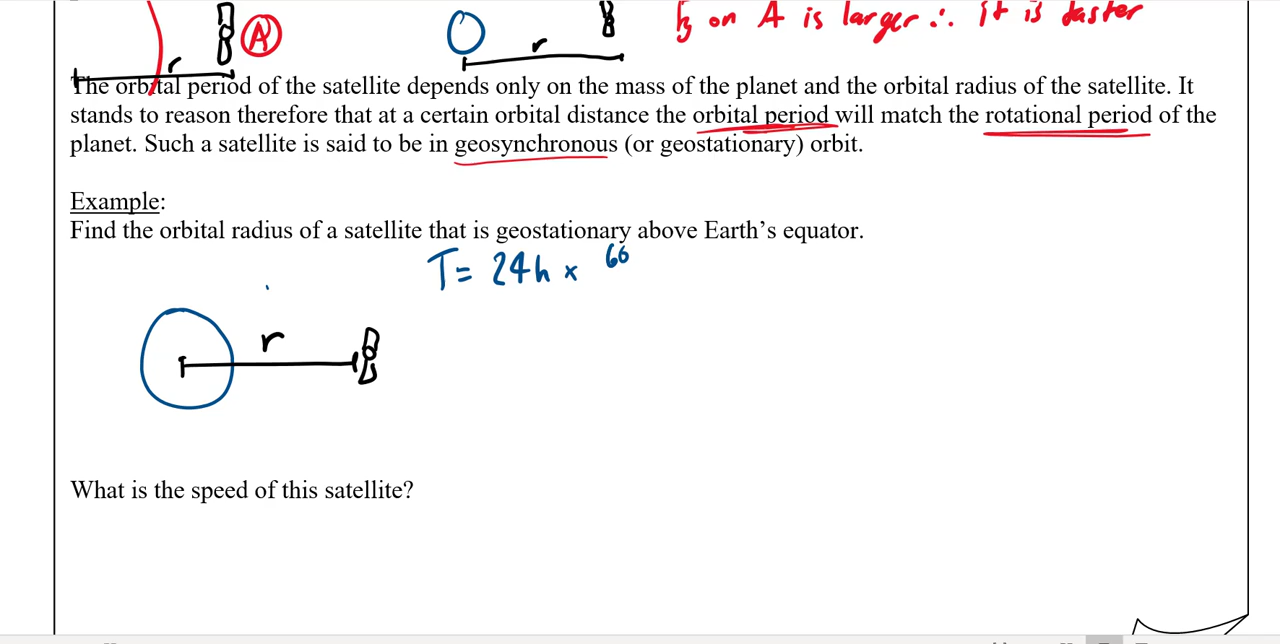 Fg on A is larger ∴ it is faster
A
r
r
The orbital period of the satellite depends only on the mass of the planet and the orbital radius of the satellite. It
stands to reason therefore that at a certain orbital distance the orbital period will match the rotational period of the
planet. Such a satellite is said to be in geosynchronous (or geostationary) orbit.
Example:
Find the orbital radius of a satellite that is geostationary above Earth’s equator.
T = 24h × 60
r
What is the speed of this satellite?